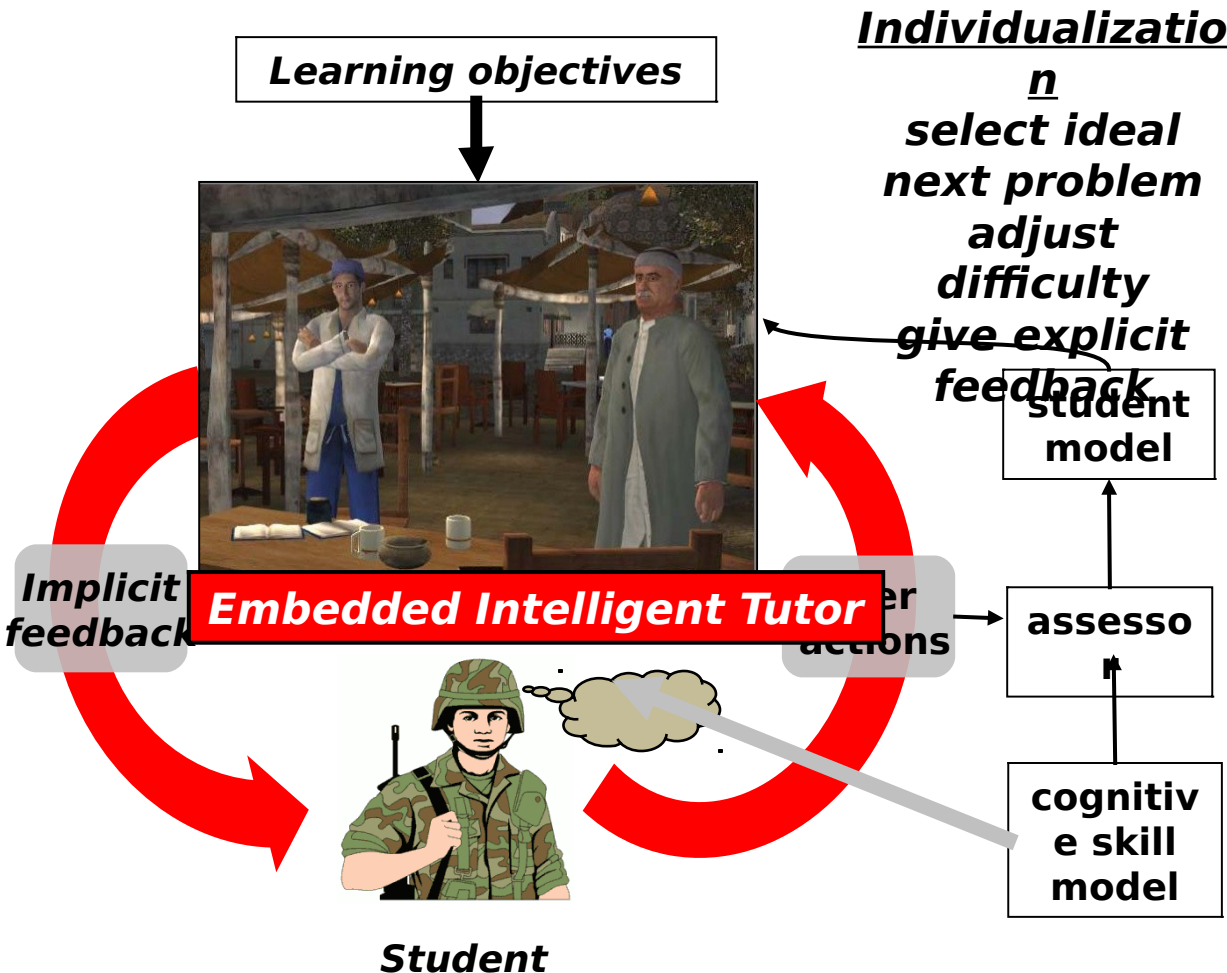 Individualizatio
n
select ideal
next problem
adjust
difficulty
give explicit
feedback
Learning objectives
student
model
Implicit
feedback
Embedded Intelligent Tutor
er
actions
assesso
r
cognitiv
e skill
model
Student